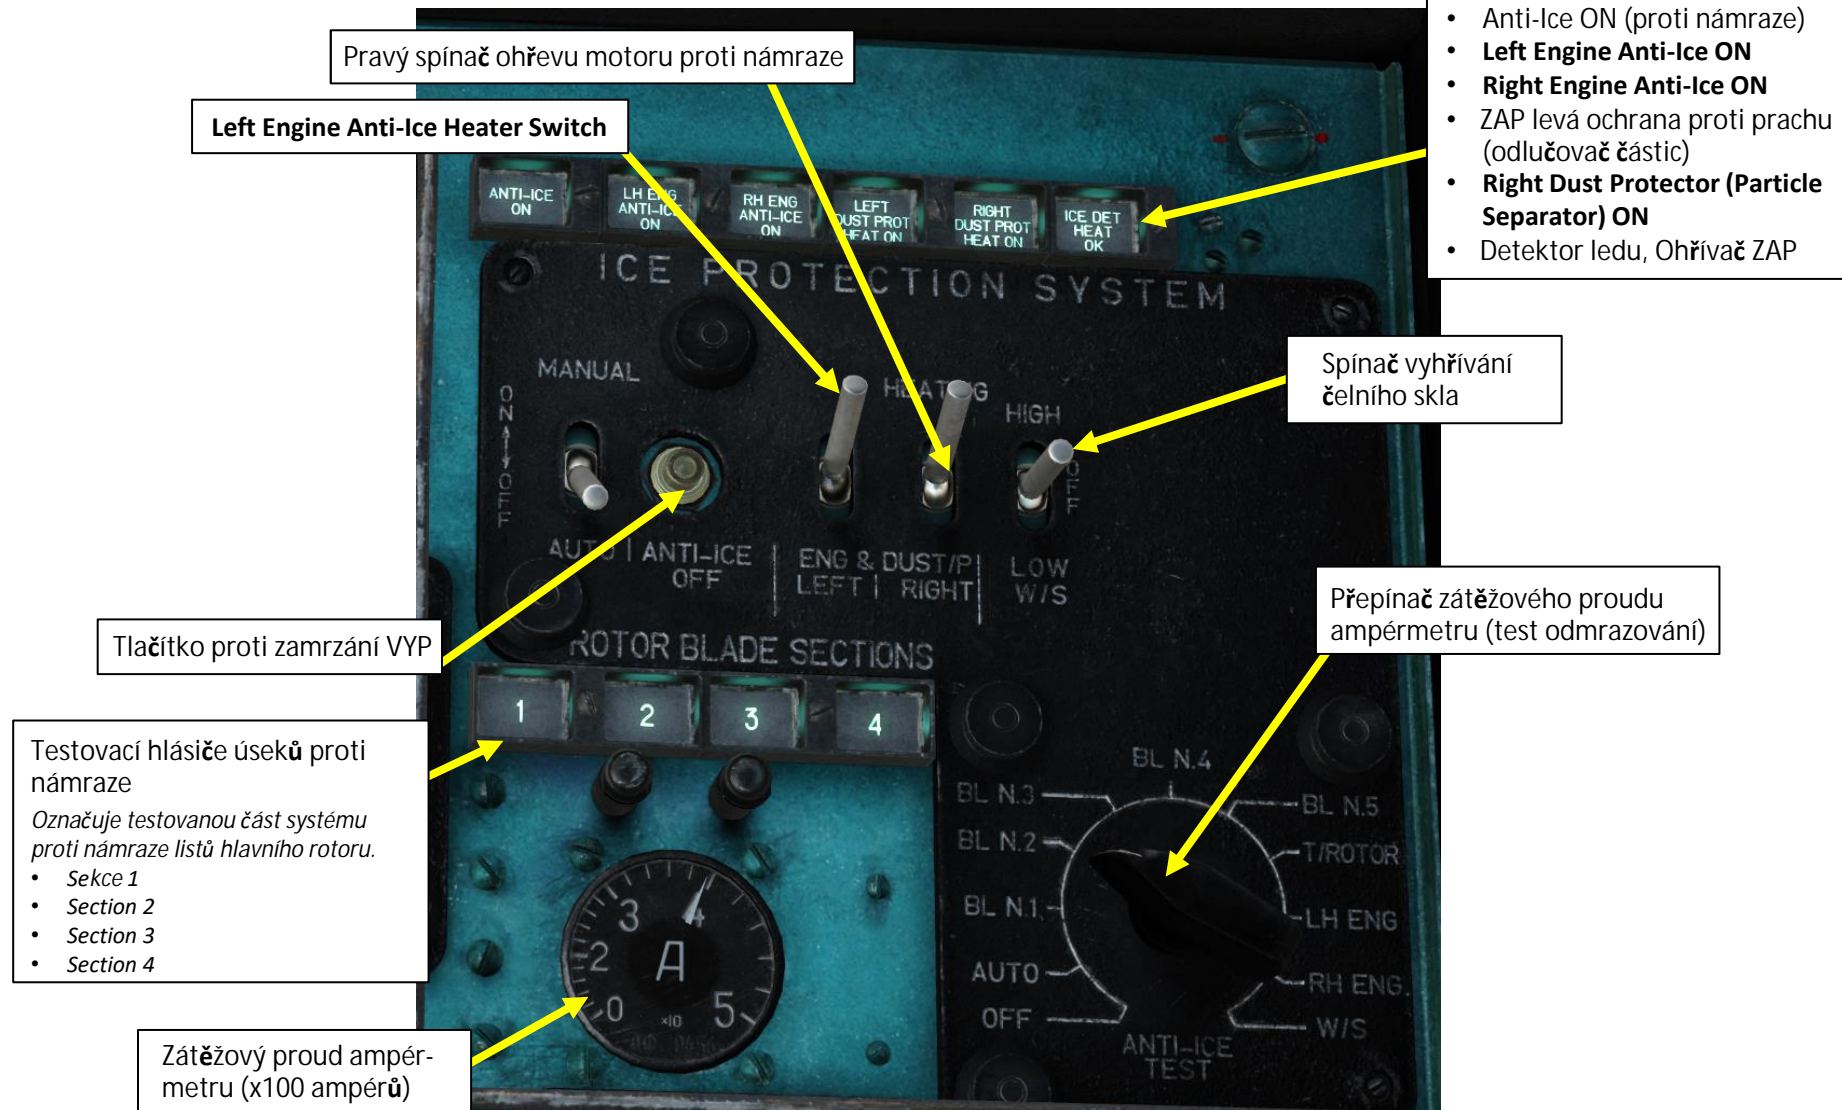 • Anti-Ice ON (proti námraze)
• Left Engine Anti-Ice ON
• Right Engine Anti-Ice ON
• ZAP levá ochrana proti prachu
(odlučovač částic)
• Right Dust Protector (Particle
Separator) ON
• Detektor ledu, Ohřívač ZAP
Pravý spínač ohřevu motoru proti námraze
Left Engine Anti-Ice Heater Switch
ANTI-ICE
ON
LH ENG
ANTI-ICE
ON
RH ENG
ANTI-ICE
ON
LEFT
DUST PROT
HEAT ON
RIGHT
DUST PROT
HEAT ON
ICE DET
HEAT
OK
ICE PROTECTION SYSTEM
Spínač vyhřívání
čelního skla
MANUAL
ON
OFF
HEATING
HIGH
OFF
AUTO
ANTI-ICE
OFF
ENG & DUST/P
LEFT
RIGHT
LOW
W/S
Přepínač zátěžového proudu
ampérmetru (test odmrazování)
Tlačítko proti zamrzání VYP
ROTOR BLADE SECTIONS
1
2
3
4
Testovací hlásiče úseků proti
námraze
Označuje testovanou část systému
proti námraze listů hlavního rotoru.
• Sekce 1
• Section 2
• Section 3
• Section 4
BL N.4
BL N.3
BL N.5
BL N.2
T/ROTOR
BL N.1
LH ENG
AUTO
RH ENG.
OFF
W/S
ANTI-ICE
TEST
0
2
3
4
5
A
×10
Zátěžový proud ampér-
metru (x100 ampérů)